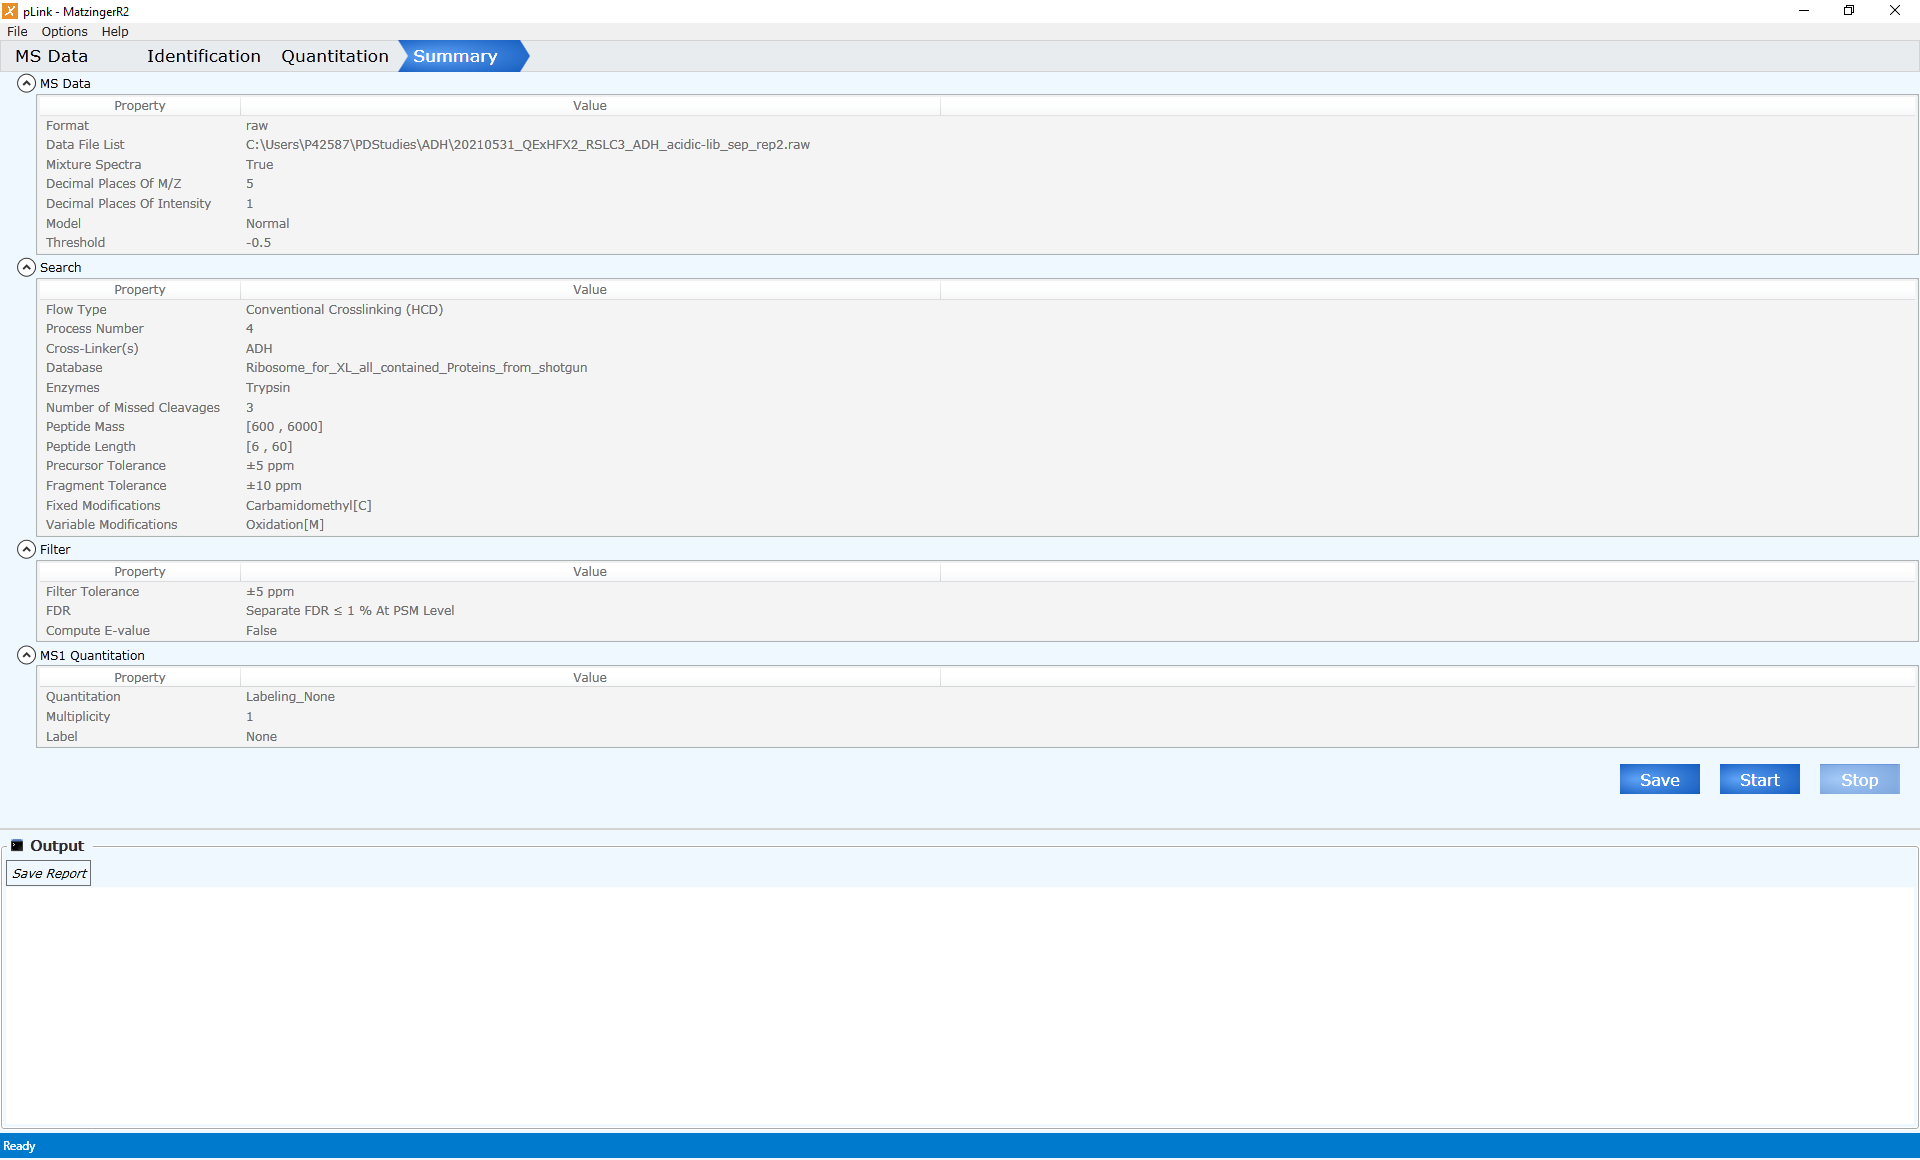 pLink - MatzingerR2
File Options Help
MS Data Identification Quantitation Summary
MS Data
Property Value
Format raw
Data File List C:\Users\P42587\PDStudies\ADH\20210531_QExHFX2_RSLC3_ADH_acidic-lib_sep_rep2.raw
Mixture Spectra True
Decimal Places Of M/Z 5
Decimal Places Of Intensity 1
Model Normal
Threshold -0.5
Search
Property Value
Flow Type Conventional Crosslinking (HCD)
Process Number 4
Cross-Linker(s) ADH
Database Ribosome_for_XL_all_contained_Proteins_from_shotgun
Enzymes Trypsin
Number of Missed Cleavages 3
Peptide Mass [600 , 6000]
Peptide Length [6 , 60]
Precursor Tolerance ±5 ppm
Fragment Tolerance ±10 ppm
Fixed Modifications Carbamidomethyl[C]
Variable Modifications Oxidation[M]
Filter
Property Value
Filter Tolerance ±5 ppm
FDR Separate FDR ≤ 1 % At PSM Level
Compute E-value False
MS1 Quantitation
Property Value
Quantitation Labeling_None
Multiplicity 1
Label None
Save Start Stop
Output
Save Report
Ready